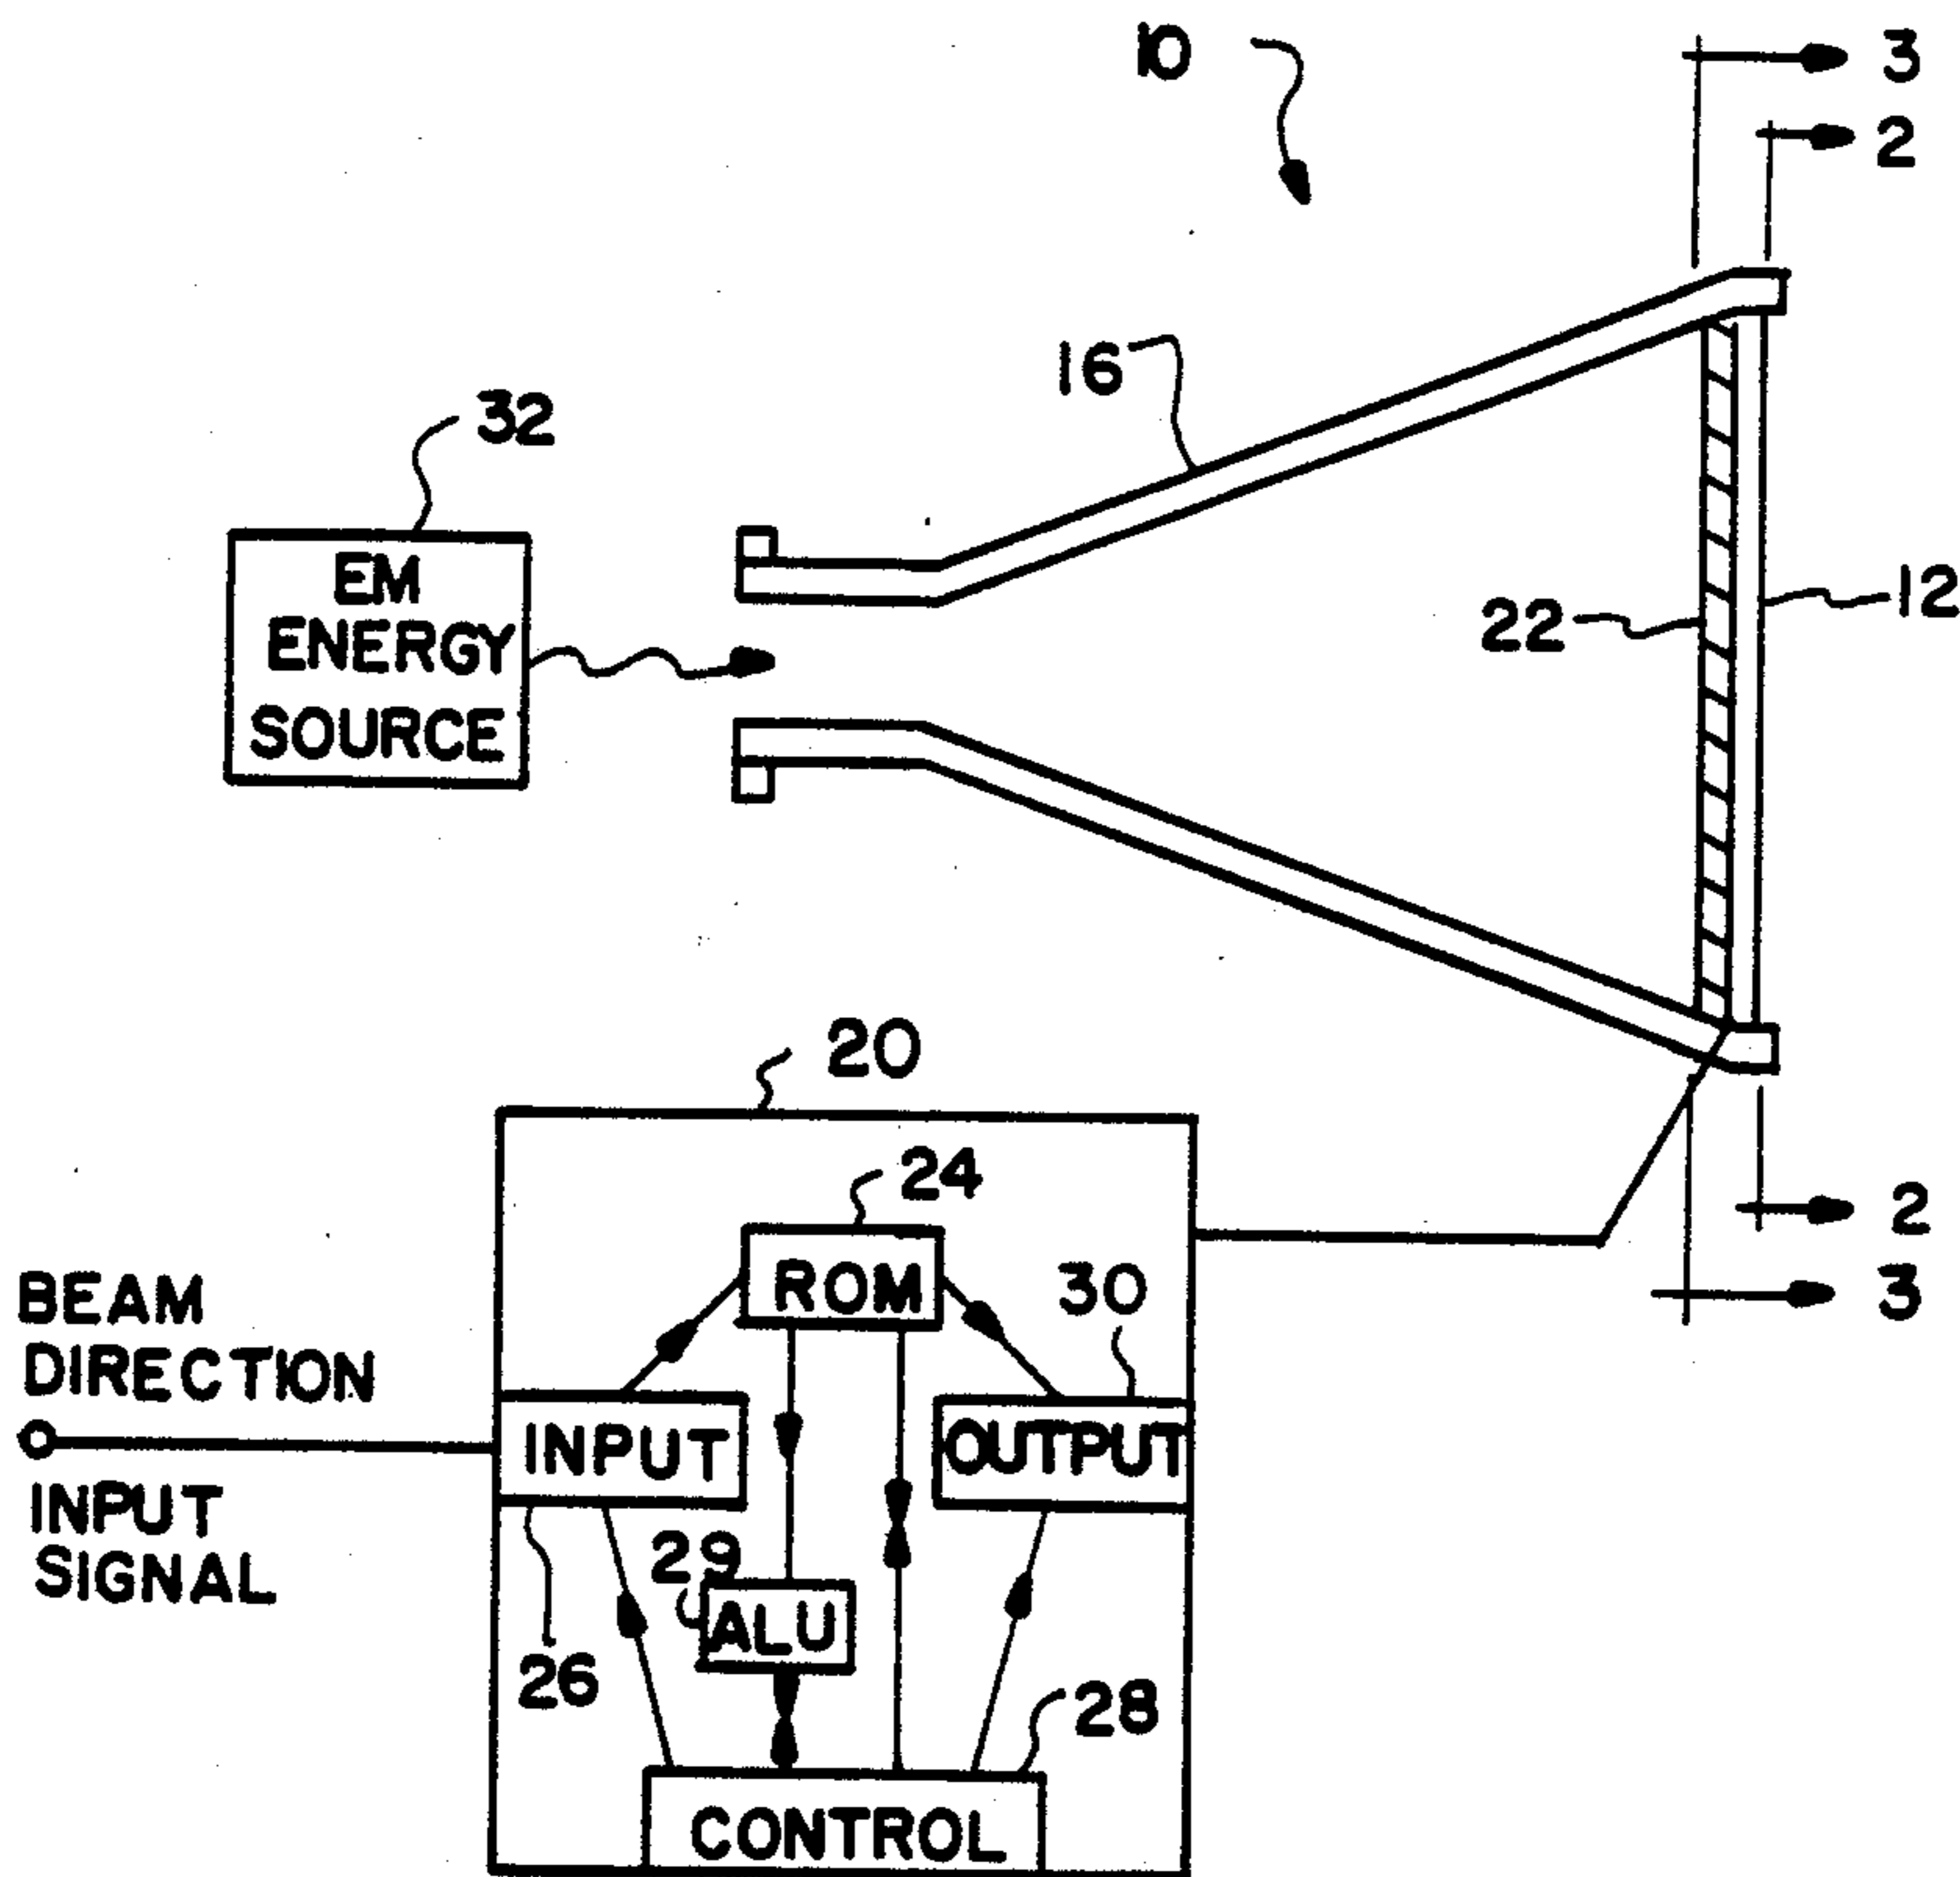 10
3
2
16
32
EM
ENERGY
SOURCE
22
12
20
24
ROM
30
2
3
BEAM
DIRECTION
INPUT
SIGNAL
INPUT
OUTPUT
29
ALU
26
28
CONTROL